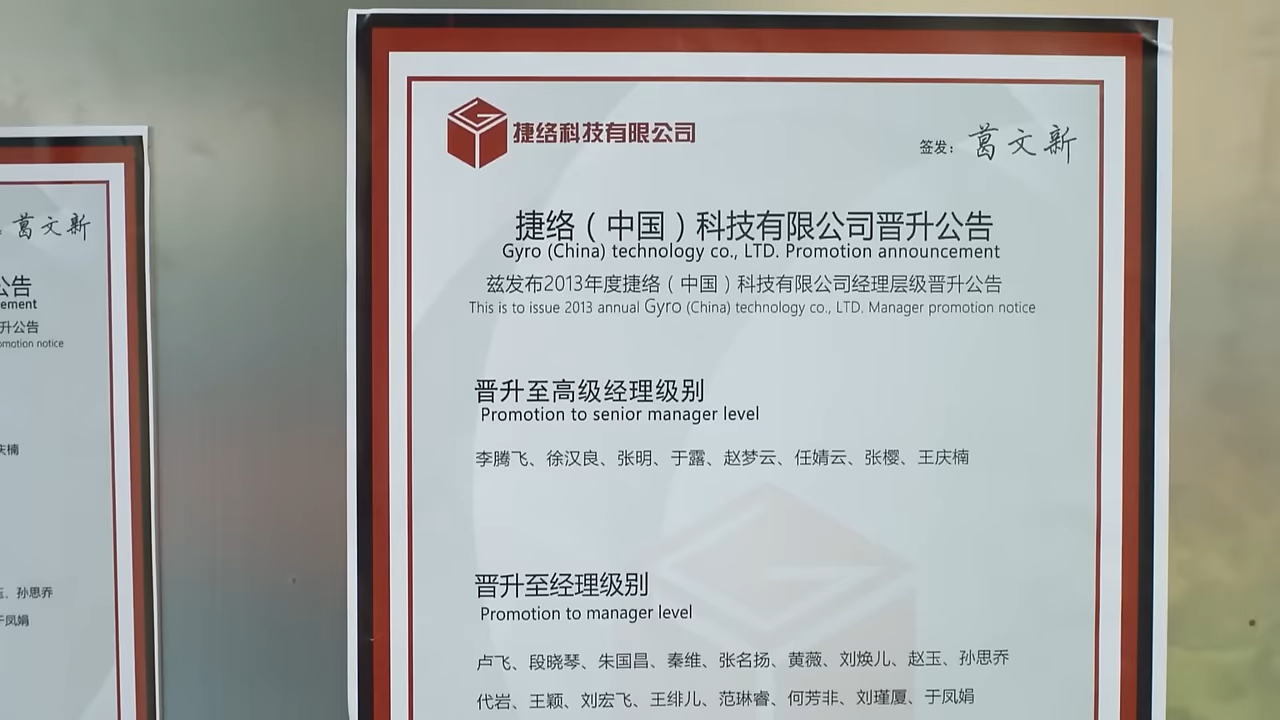 捷络科技有限公司
签发：葛文新
捷络（中国）科技有限公司晋升公告
Gyro (China) technology co., LTD. Promotion announcement
兹发布2013年度捷络（中国）科技有限公司经理层级晋升公告
This is to issue 2013 annual Gyro (China) technology co., LTD. Manager promotion notice
晋升至高级经理级别
Promotion to senior manager level
李腾飞、徐汉良、张明、于露、赵梦云、任婧云、张樱、王庆楠
晋升至经理级别
Promotion to manager level
卢飞、段晓琴、朱国昌、秦维、张名扬、黄薇、刘焕儿、赵玉、孙思乔
代岩、王颖、刘宏飞、王绯儿、范琳睿、何芳非、刘瑾厦、于凤娟
葛文新
公告
ement
升公告
omotion notice
庆楠
玉、孙思乔
于凤娟